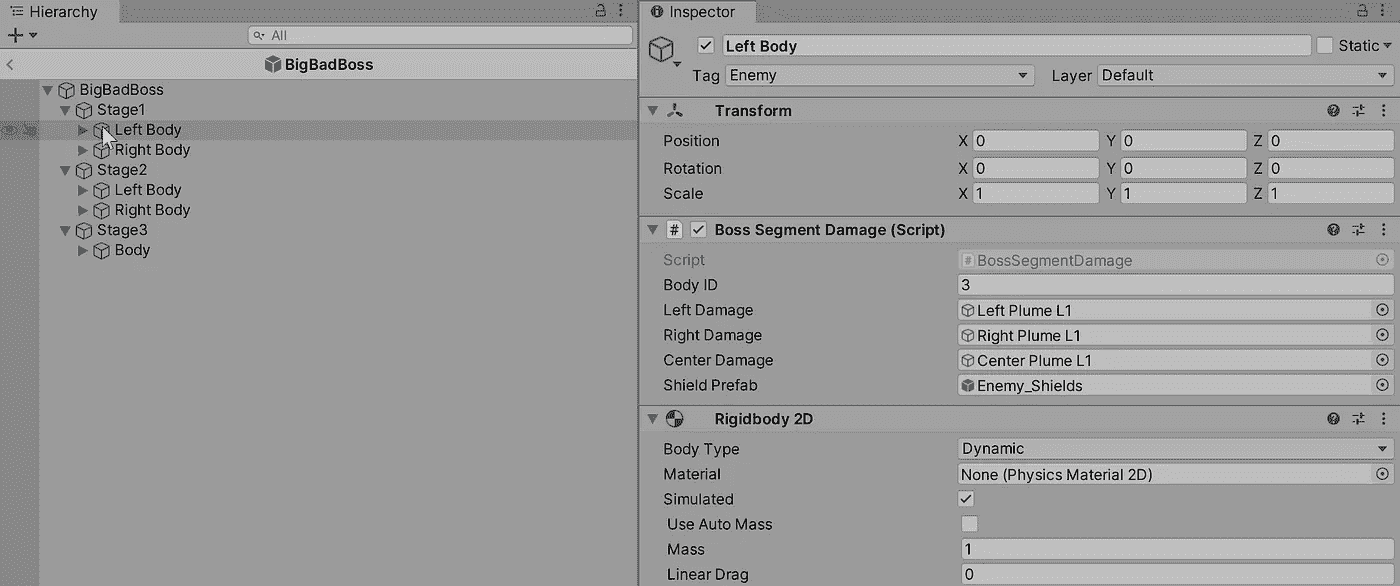 Hierarchy
All
BigBadBoss
BigBadBoss
Stage1
Left Body
Right Body
Stage2
Left Body
Right Body
Stage3
Body
Inspector
Left Body Static
Tag Enemy Layer Default
Transform
Position X 0 Y 0 Z 0
Rotation X 0 Y 0 Z 0
Scale X 1 Y 1 Z 1
# Boss Segment Damage (Script)
Script # BossSegmentDamage
Body ID 3
Left Damage Left Plume L1
Right Damage Right Plume L1
Center Damage Center Plume L1
Shield Prefab Enemy_Shields
Rigidbody 2D
Body Type Dynamic
Material None (Physics Material 2D)
Simulated
Use Auto Mass
Mass 1
Linear Drag 0